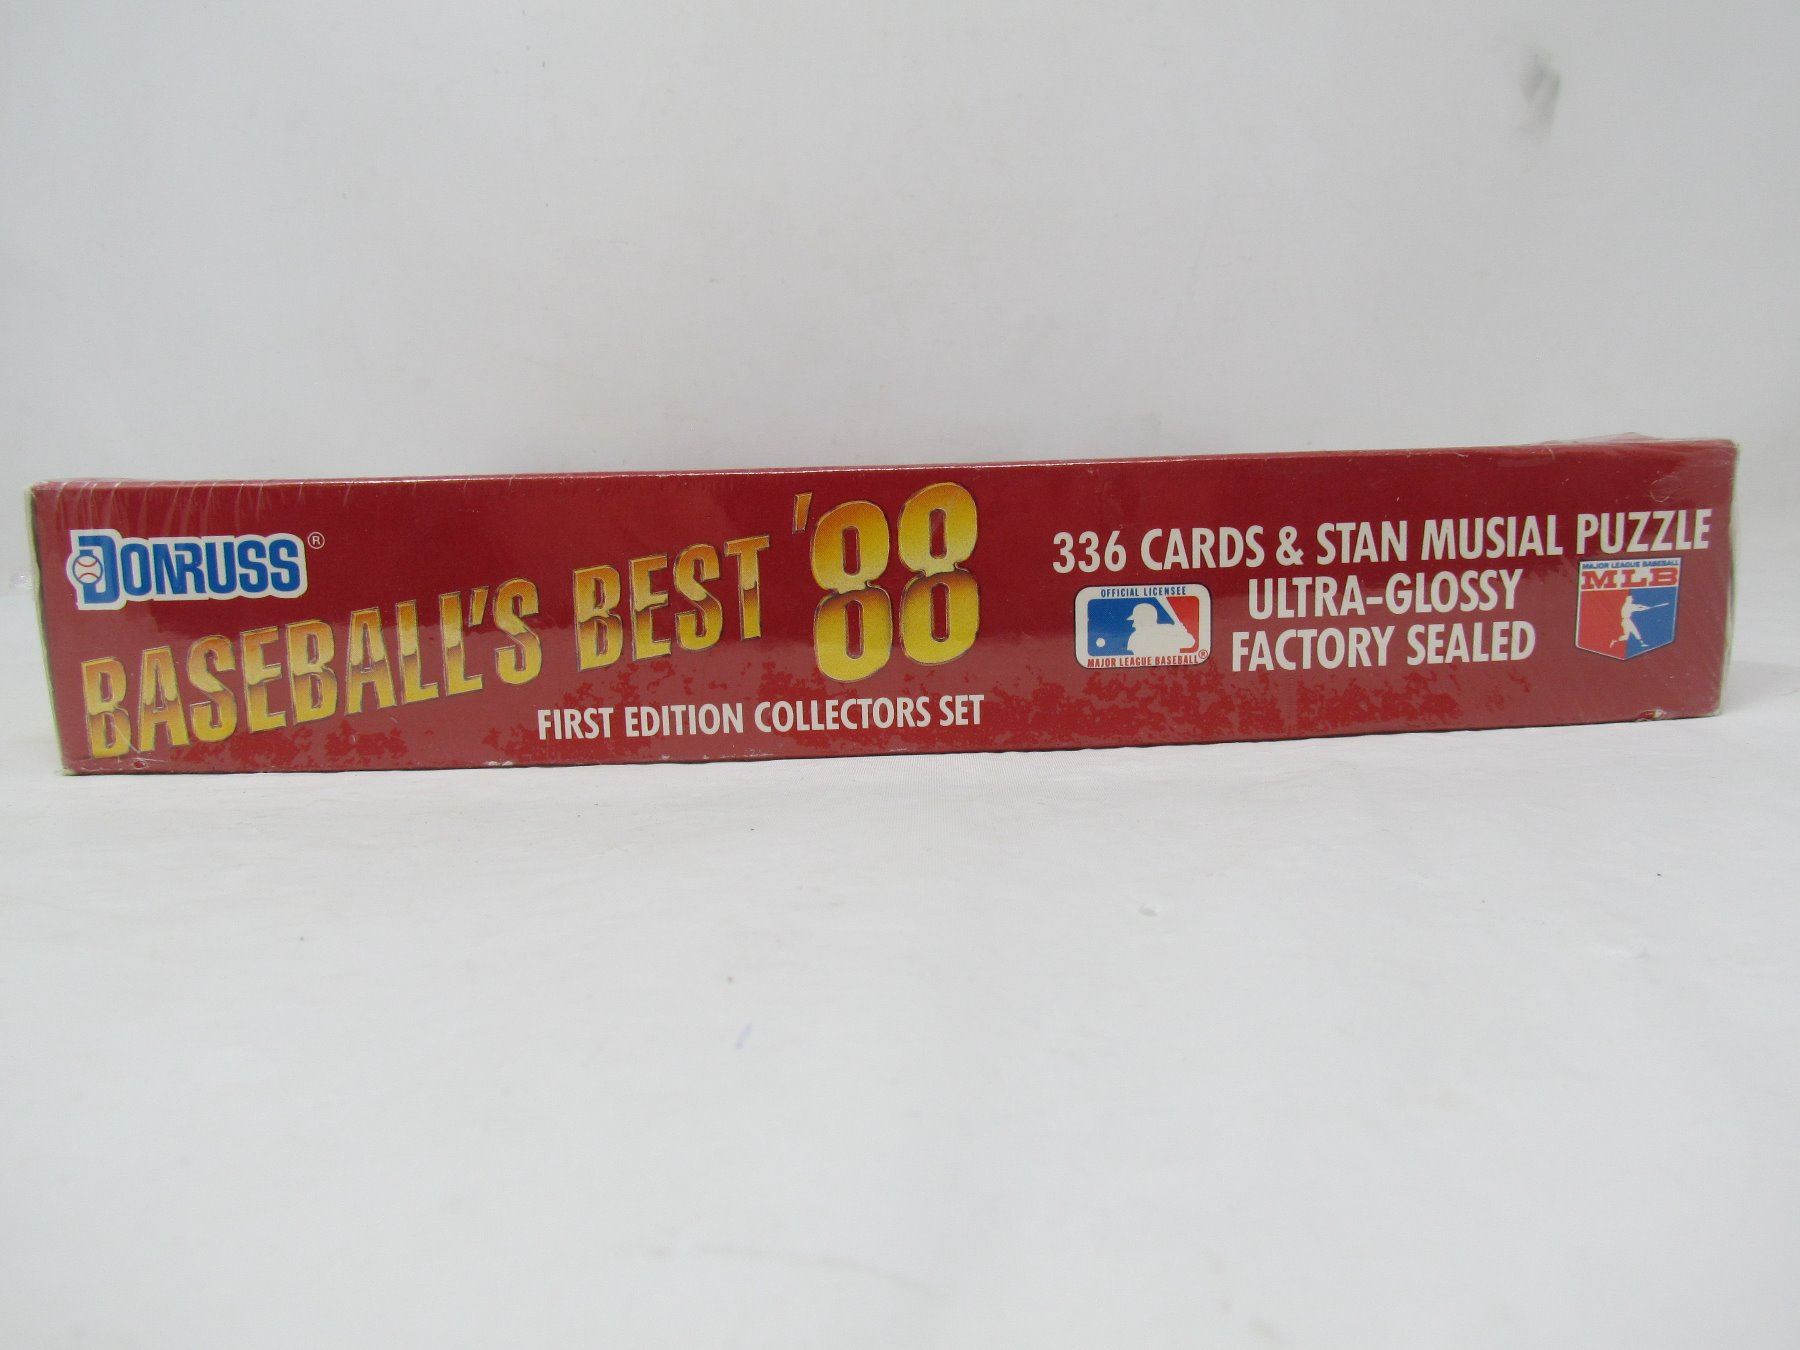 DONRUSS®
BASEBALL'S BEST '88
FIRST EDITION COLLECTORS SET
336 CARDS & STAN MUSIAL PUZZLE
ULTRA-GLOSSY
FACTORY SEALED
OFFICIAL LICENSEE
MAJOR LEAGUE BASEBALL®
MAJOR LEAGUE BASEBALL
MLB